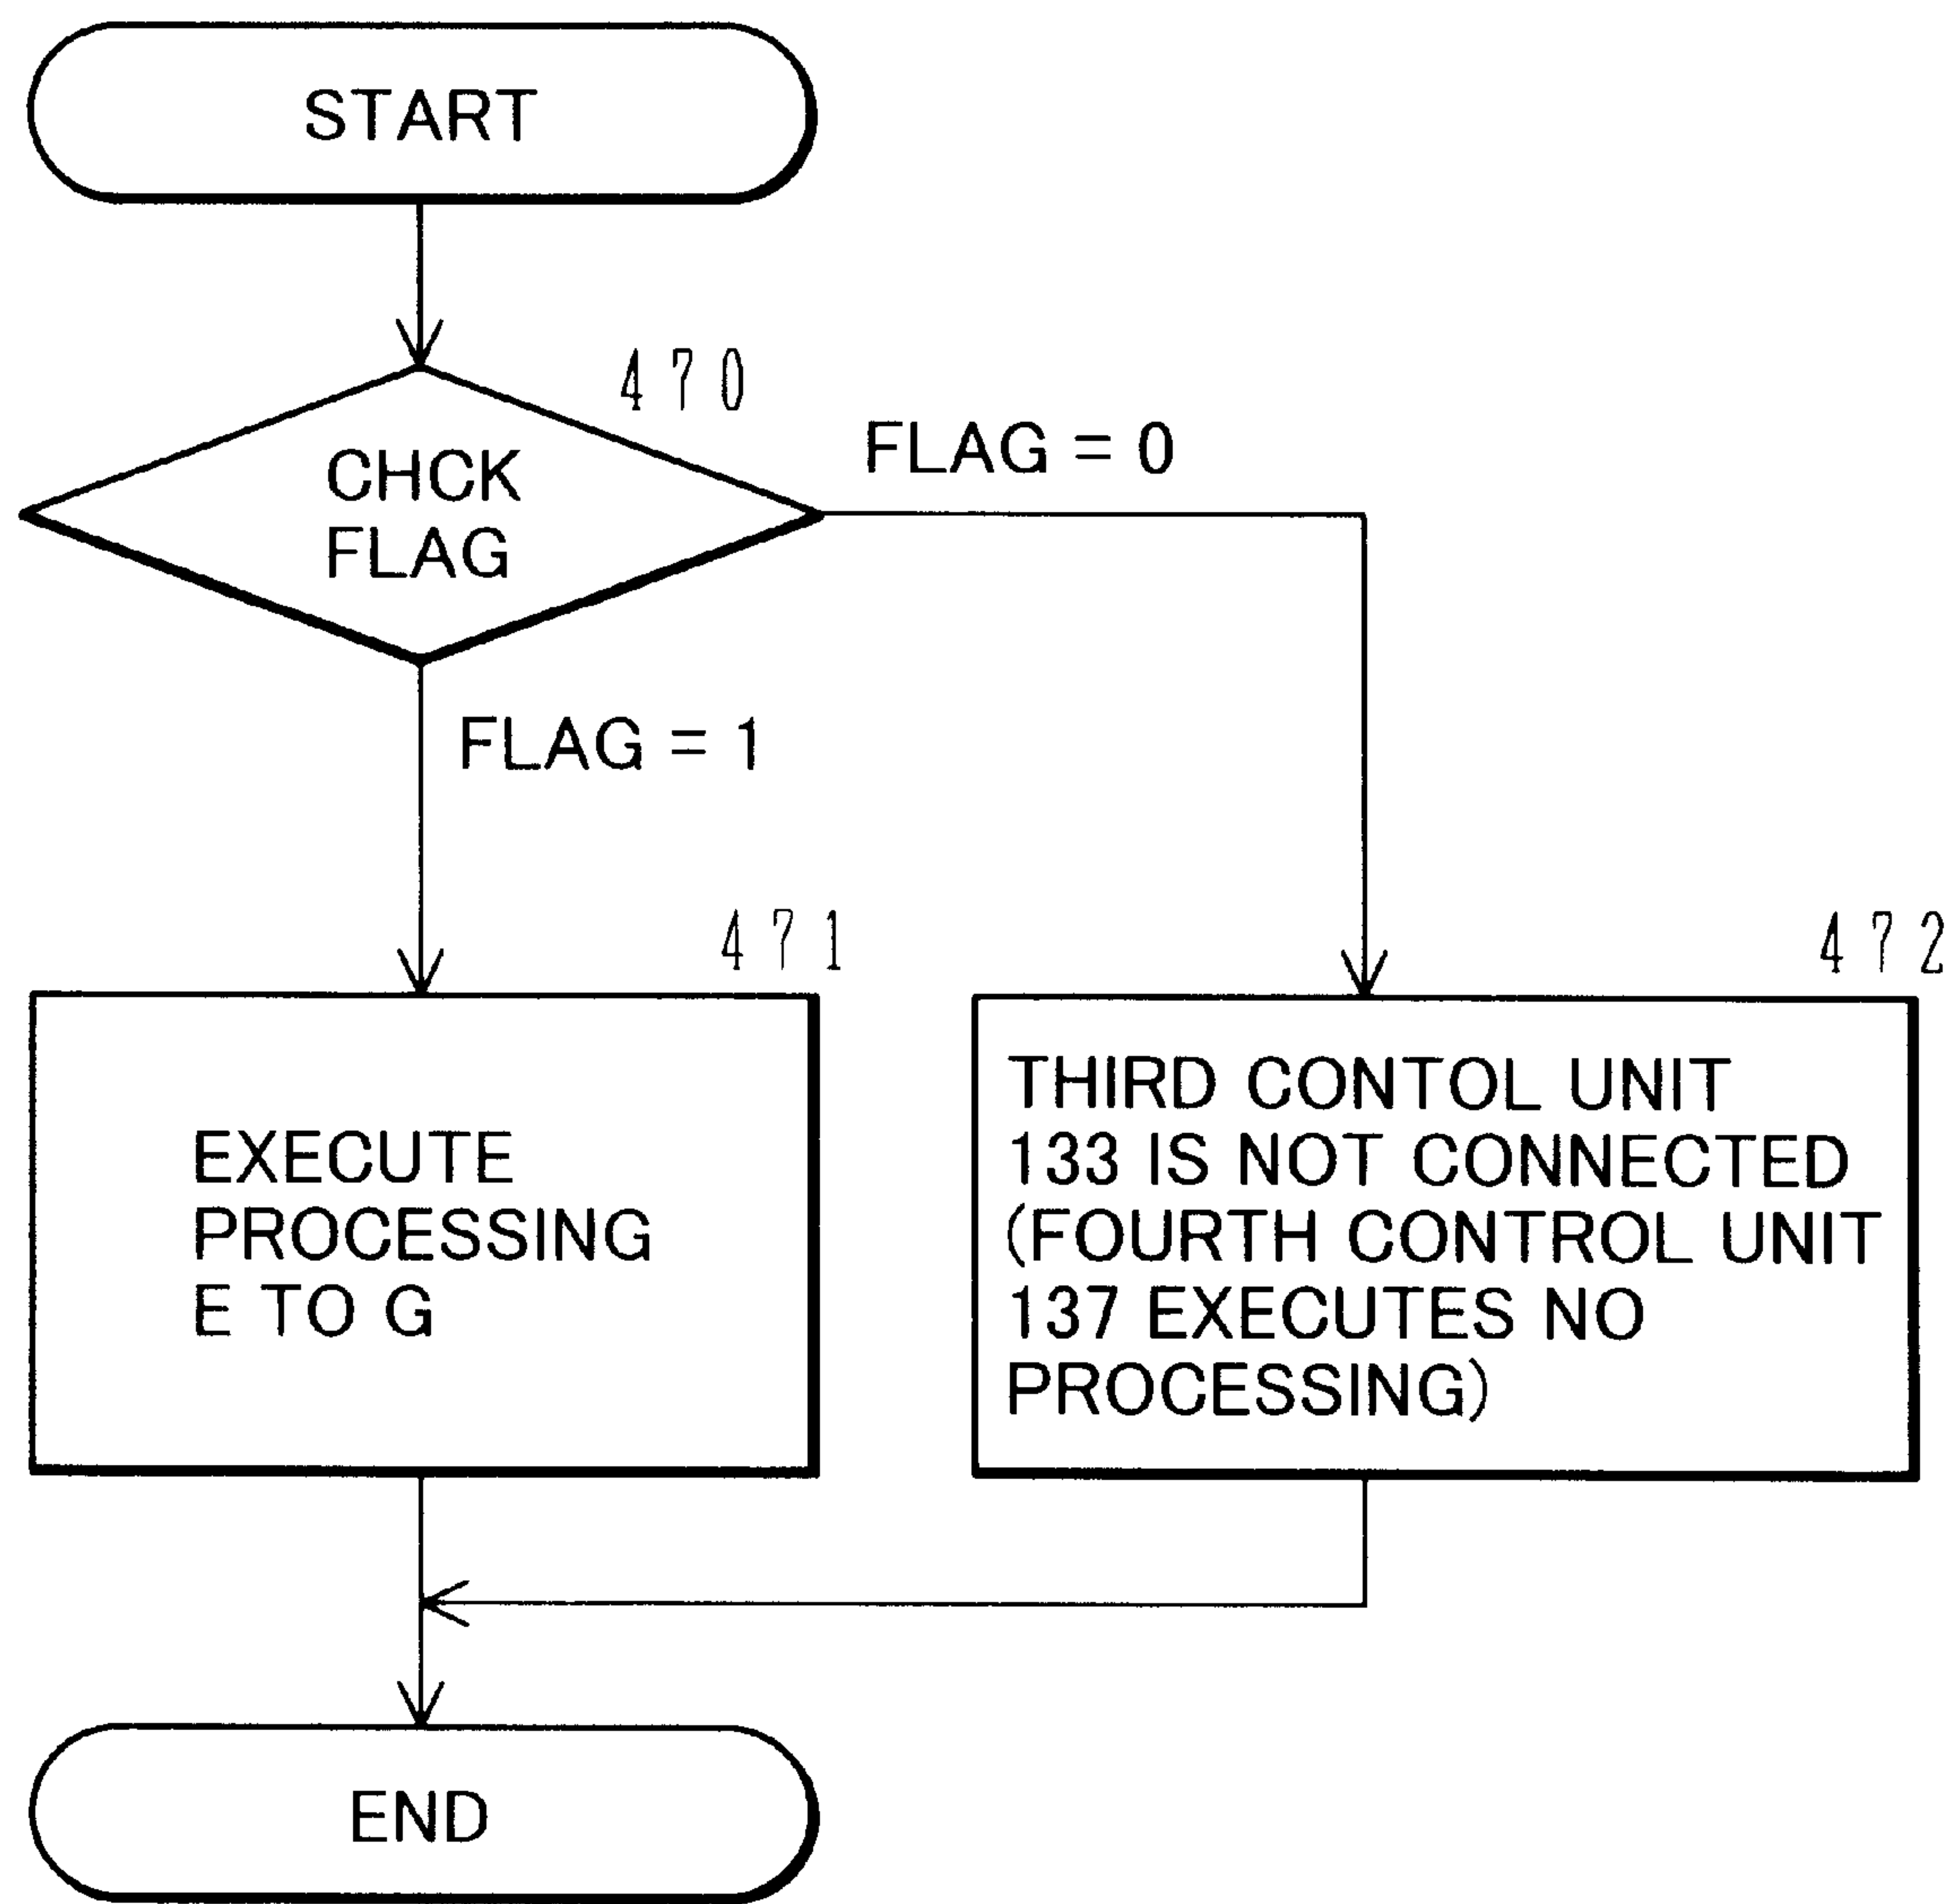 START
470
CHCK
FLAG
FLAG = 0
FLAG = 1
471
EXECUTE
PROCESSING
E TO G
472
THIRD CONTOL UNIT
133 IS NOT CONNECTED
(FOURTH CONTROL UNIT
137 EXECUTES NO
PROCESSING)
END